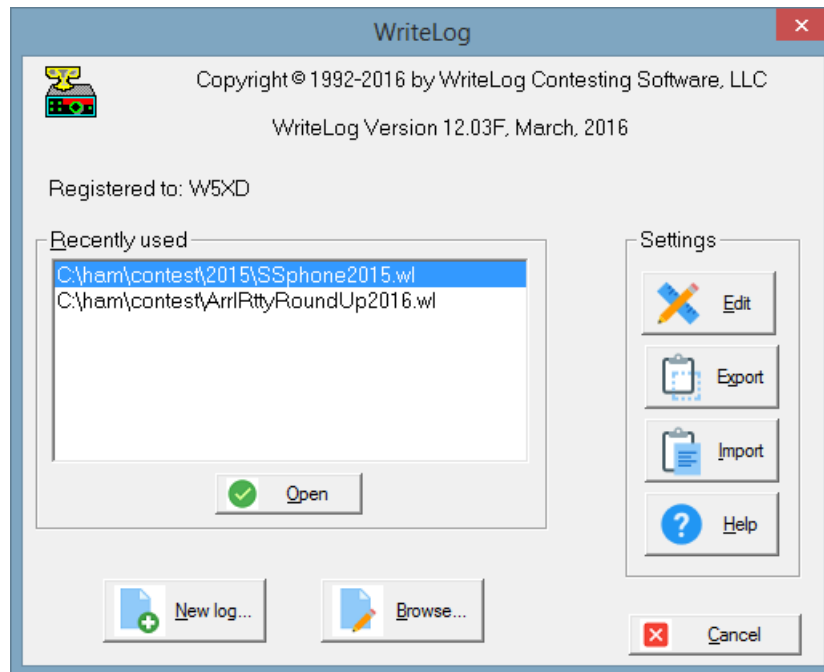 WriteLog
Copyright © 1992-2016 by WriteLog Contesting Software, LLC
WriteLog Version 12.03F, March, 2016
Registered to: W5XD
Recently used
C:\ham\contest\2015\SSphone2015.wl
C:\ham\contest\ArrlRttyRoundUp2016.wl
Open
Settings
Edit
Export
Import
Help
New log...
Browse...
Cancel